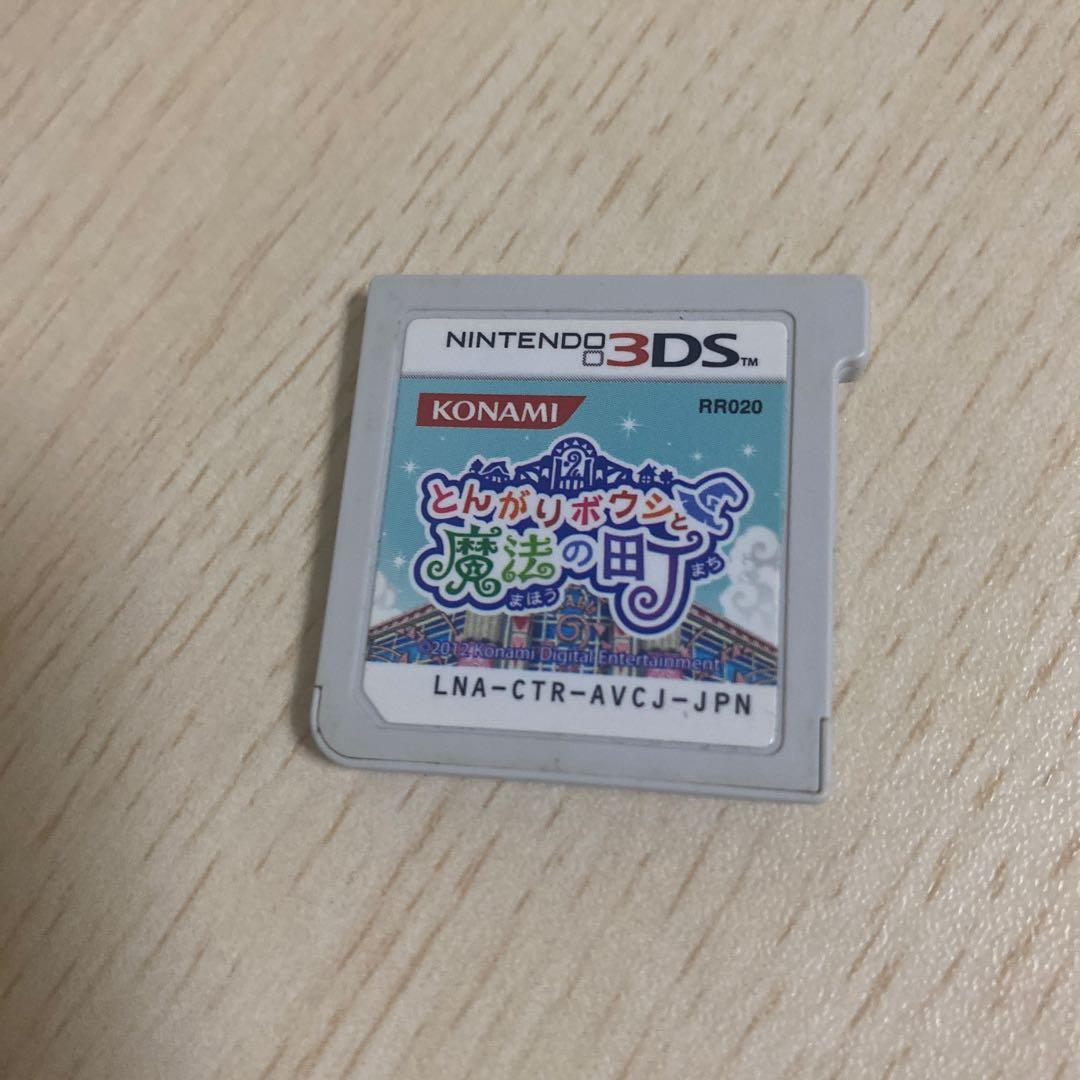 NINTENDO 3DS™
KONAMI
RR020
とんがりボウシと
魔法の町
まほう
まち
©2012 Konami Digital Entertainment
LNA-CTR-AVCJ-JPN